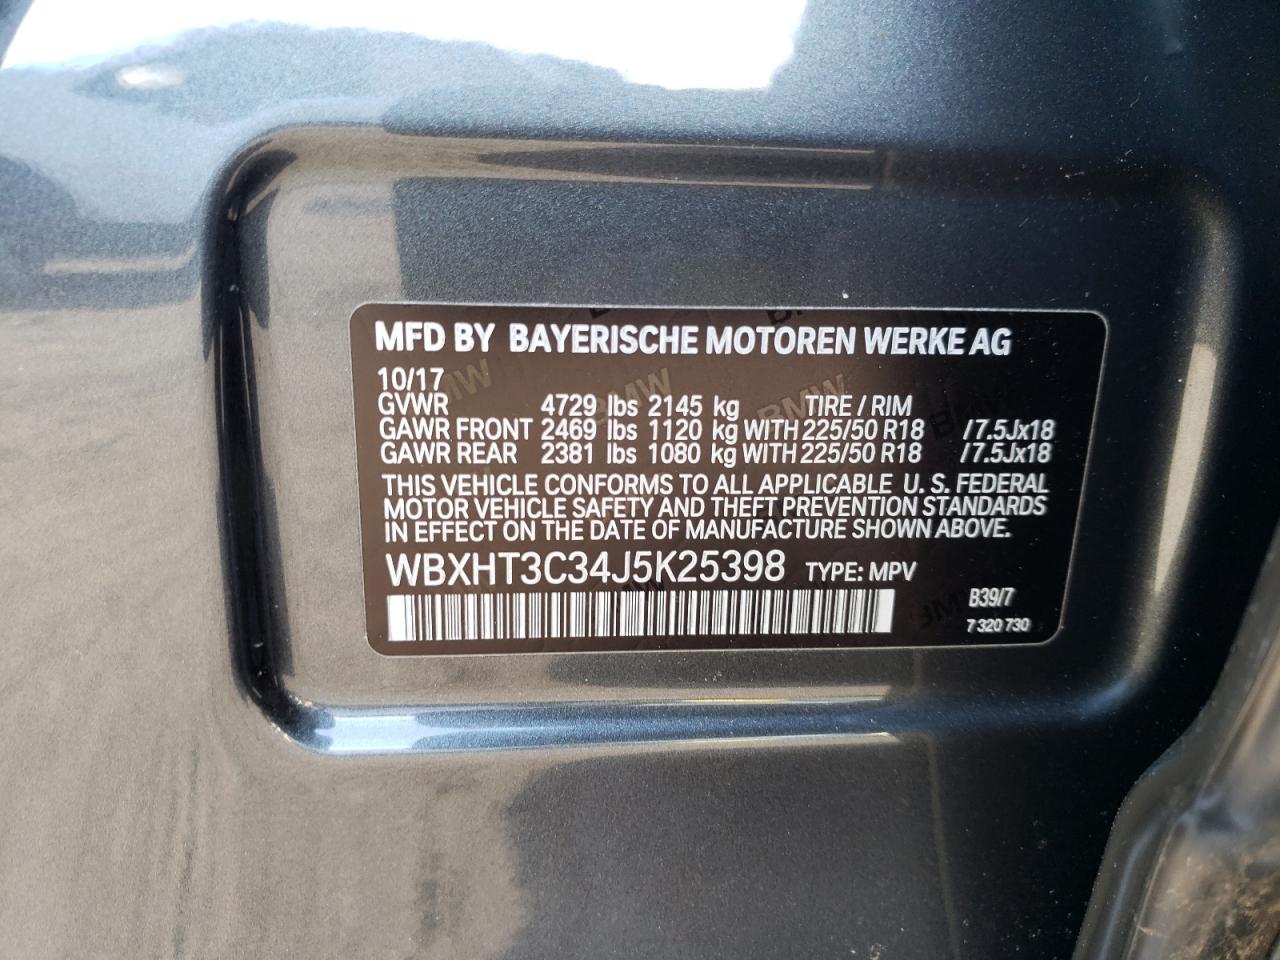 MFD BY BAYERISCHE MOTOREN WERKE AG
10/17
GVWR 4729 lbs 2145 kg TIRE / RIM
GAWR FRONT 2469 lbs 1120 kg WITH 225/50 R18 / 7.5Jx18
GAWR REAR 2381 lbs 1080 kg WITH 225/50 R18 / 7.5Jx18
THIS VEHICLE CONFORMS TO ALL APPLICABLE U. S. FEDERAL
MOTOR VEHICLE SAFETY AND THEFT PREVENTION STANDARDS
IN EFFECT ON THE DATE OF MANUFACTURE SHOWN ABOVE.
WBXHT3C34J5K25398 TYPE: MPV
B39/7
7 320 730